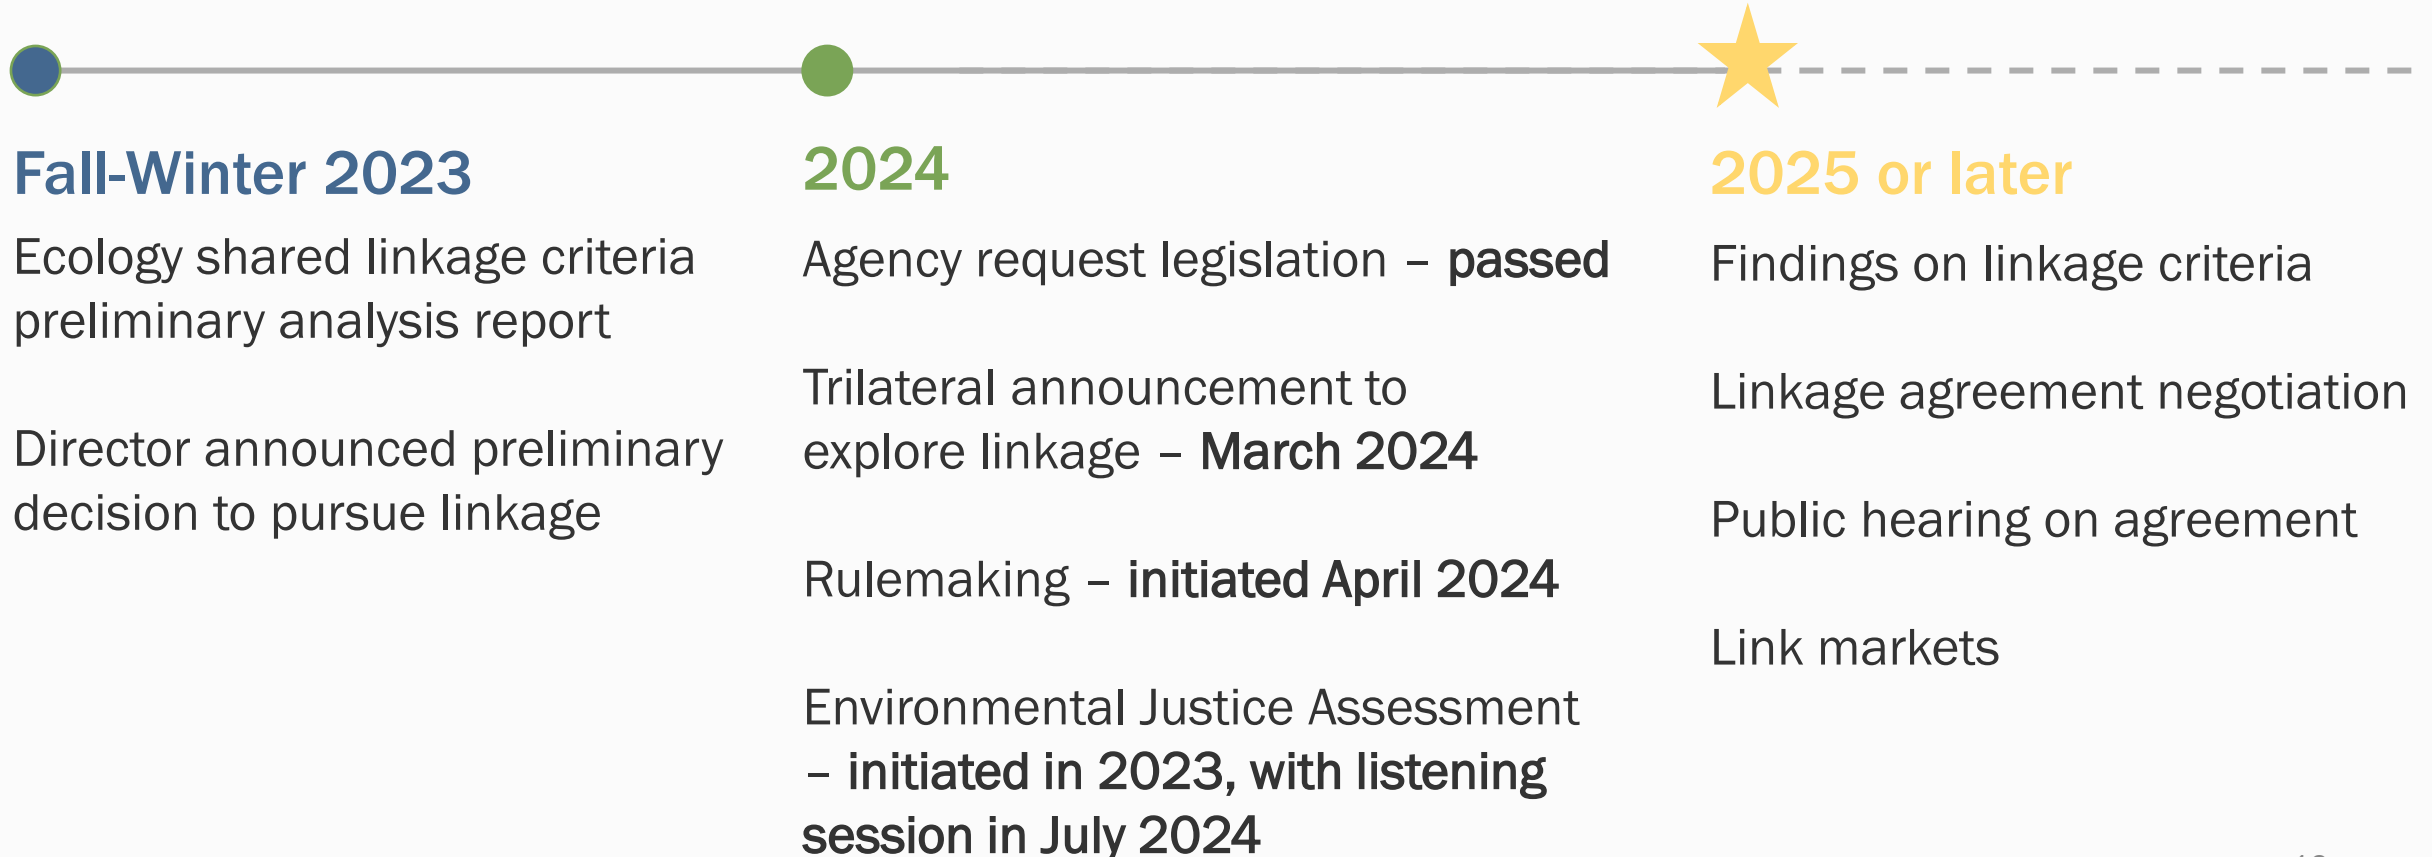 Fall-Winter 2023
Ecology shared linkage criteria
preliminary analysis report
Director announced preliminary
decision to pursue linkage
2024
Agency request legislation – passed
Trilateral announcement to
explore linkage – March 2024
Rulemaking – initiated April 2024
Environmental Justice Assessment
– initiated in 2023, with listening
session in July 2024
2025 or later
Findings on linkage criteria
Linkage agreement negotiation
Public hearing on agreement
Link markets